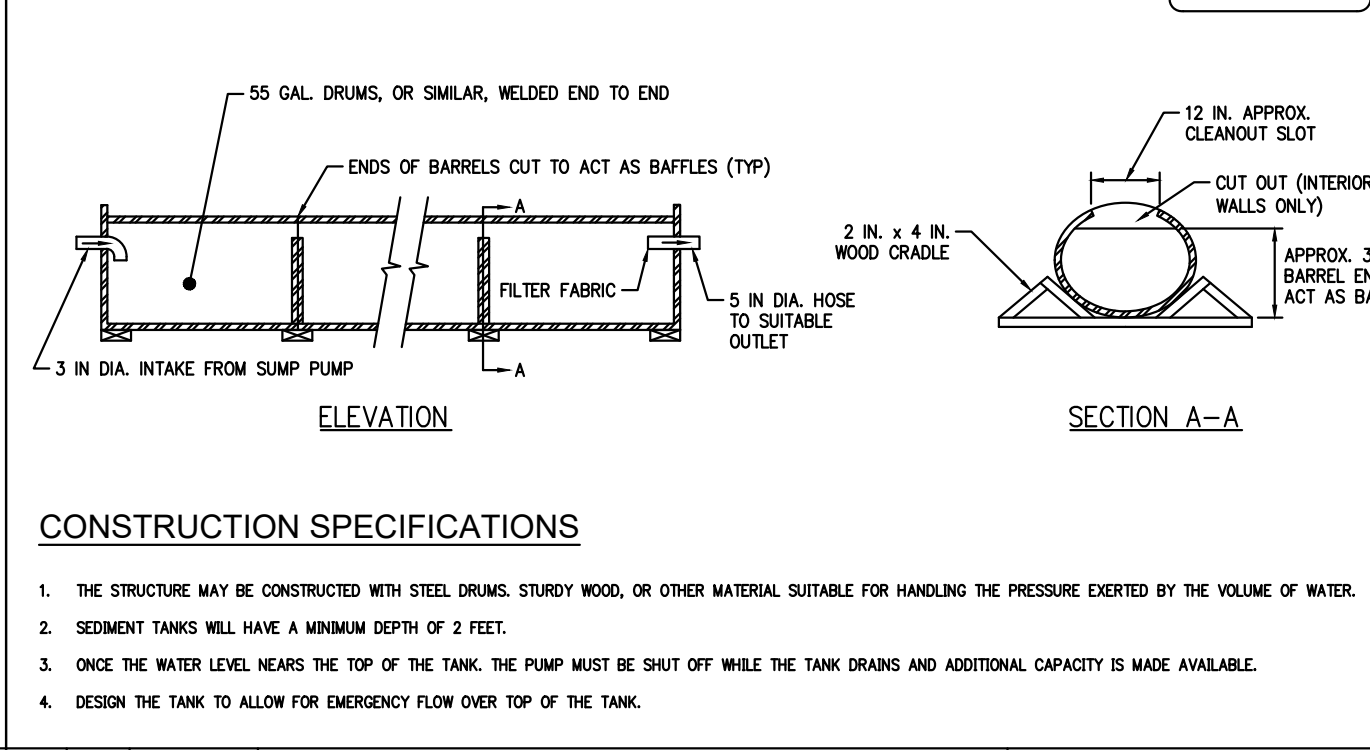 55 GAL. DRUMS, OR SIMILAR, WELDED END TO END
ENDS OF BARRELS CUT TO ACT AS BAFFLES (TYP)
A
FILTER FABRIC
5 IN DIA. HOSE
TO SUITABLE
OUTLET
3 IN DIA. INTAKE FROM SUMP PUMP
A
ELEVATION
12 IN. APPROX.
CLEANOUT SLOT
CUT OUT (INTERIOR
WALLS ONLY)
2 IN. x 4 IN.
WOOD CRADLE
APPROX. 3
BARREL
ACT AS
SECTION A-A
CONSTRUCTION SPECIFICATIONS
1. THE STRUCTURE MAY BE CONSTRUCTED WITH STEEL DRUMS. STURDY WOOD, OR OTHER MATERIAL SUITABLE FOR HANDLING THE PRESSURE EXERTED BY THE VOLUME OF WATER.
2. SEDIMENT TANKS WILL HAVE A MINIMUM DEPTH OF 2 FEET.
3. ONCE THE WATER LEVEL NEARS THE TOP OF THE TANK. THE PUMP MUST BE SHUT OFF WHILE THE TANK DRAINS AND ADDITIONAL CAPACITY IS MADE AVAILABLE.
4. DESIGN THE TANK TO ALLOW FOR EMERGENCY FLOW OVER TOP OF THE TANK.